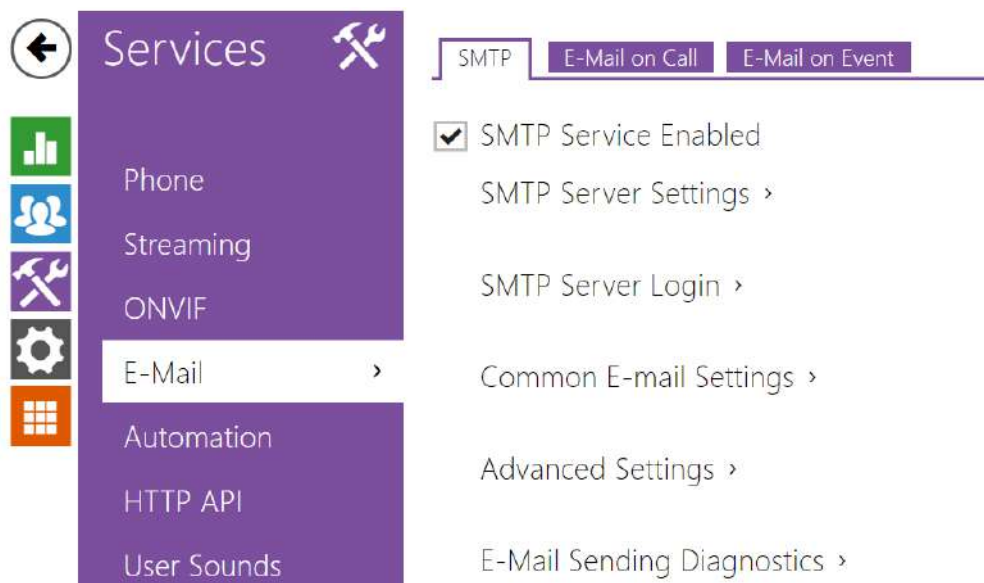 Services
Phone
Streaming
ONVIF
E-Mail
Automation
HTTP API
User Sounds
SMTP
E-Mail on Call
E-Mail on Event
SMTP Service Enabled
SMTP Server Settings ›
SMTP Server Login ›
Common E-mail Settings ›
Advanced Settings ›
E-Mail Sending Diagnostics ›